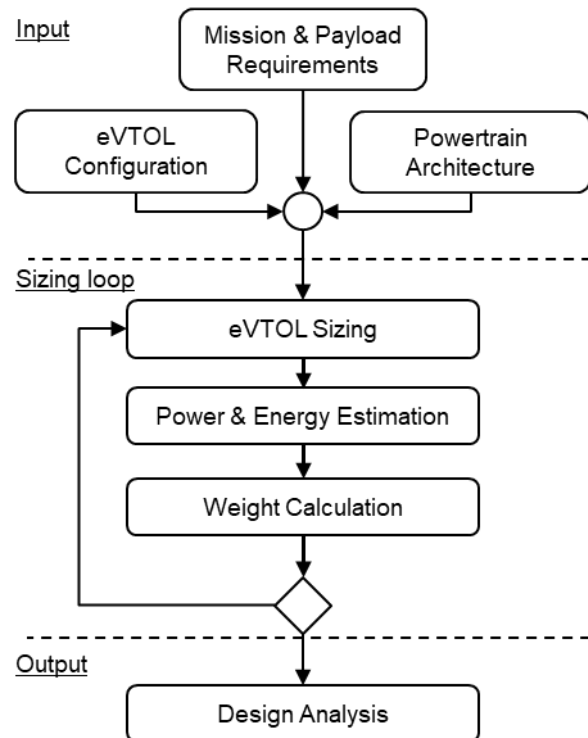 Input
Mission & Payload
Requirements
eVTOL
Configuration
Powertrain
Architecture
Sizing loop
eVTOL Sizing
Power & Energy Estimation
Weight Calculation
Output
Design Analysis